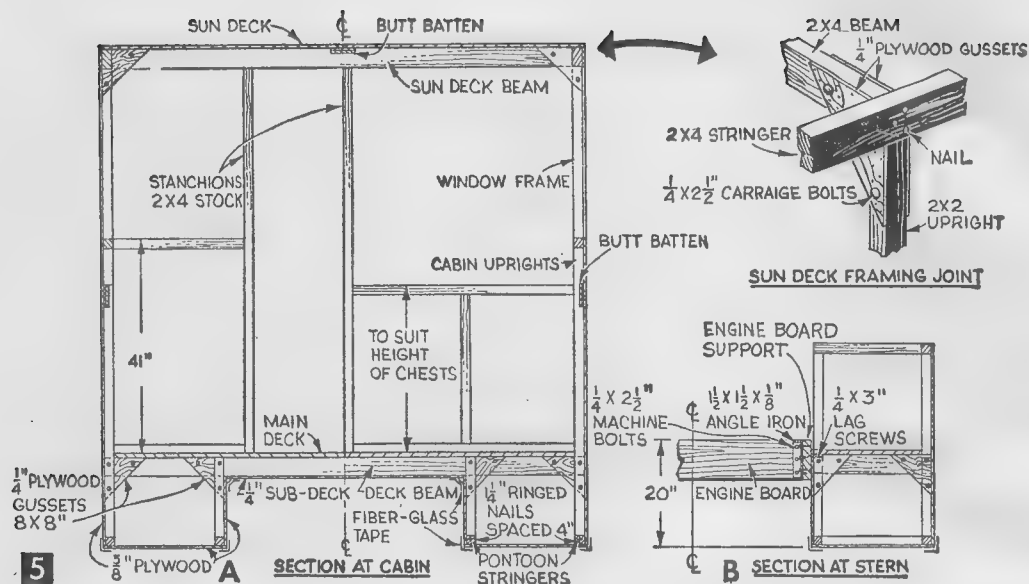 SUN DECK
℄
BUTT BATTEN
SUN DECK BEAM
STANCHIONS
2X4 STOCK
WINDOW FRAME
BUTT BATTEN
CABIN UPRIGHTS
41"
TO SUIT
HEIGHT
OF CHESTS
MAIN
DECK
1/4" PLYWOOD
GUSSETS
8X8"
1/4" SUB-DECK
DECK BEAM
FIBER-GLASS
TAPE
1 1/4" RINGED
NAILS
SPACED 4"
3/8" PLYWOOD
℄
PONTOON
STRINGERS
5
A
SECTION AT CABIN
2X4 BEAM
1/4" PLYWOOD GUSSETS
2X4 STRINGER
NAIL
1/4 X 2 1/2" CARRAIGE BOLTS
2X2
UPRIGHT
SUN DECK FRAMING JOINT
ENGINE BOARD
SUPPORT
1/4 X 2 1/2"
MACHINE
BOLTS
℄
1 1/2 X 1 1/2 X 1/8"
ANGLE IRON
1/4 X 3"
LAG
SCREWS
20"
ENGINE BOARD
℄
B
SECTION AT STERN